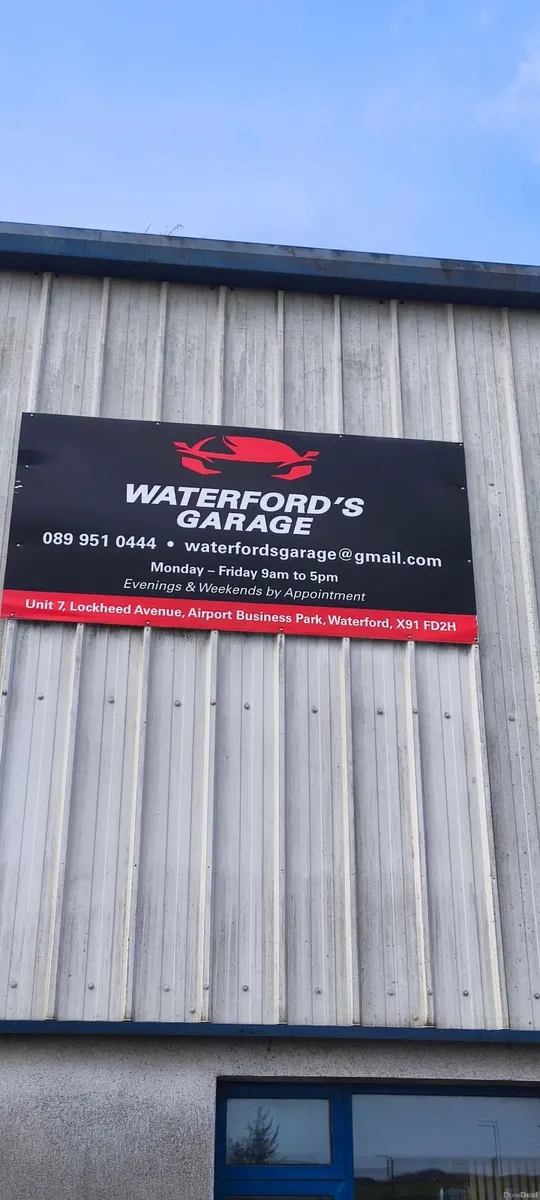 WATERFORD'S
GARAGE
089 951 0444 • waterfordsgarage@gmail.com
Monday – Friday 9am to 5pm
Evenings & Weekends by Appointment
Unit 7, Lockheed Avenue, Airport Business Park, Waterford, X91 FD2H
DoneDeal